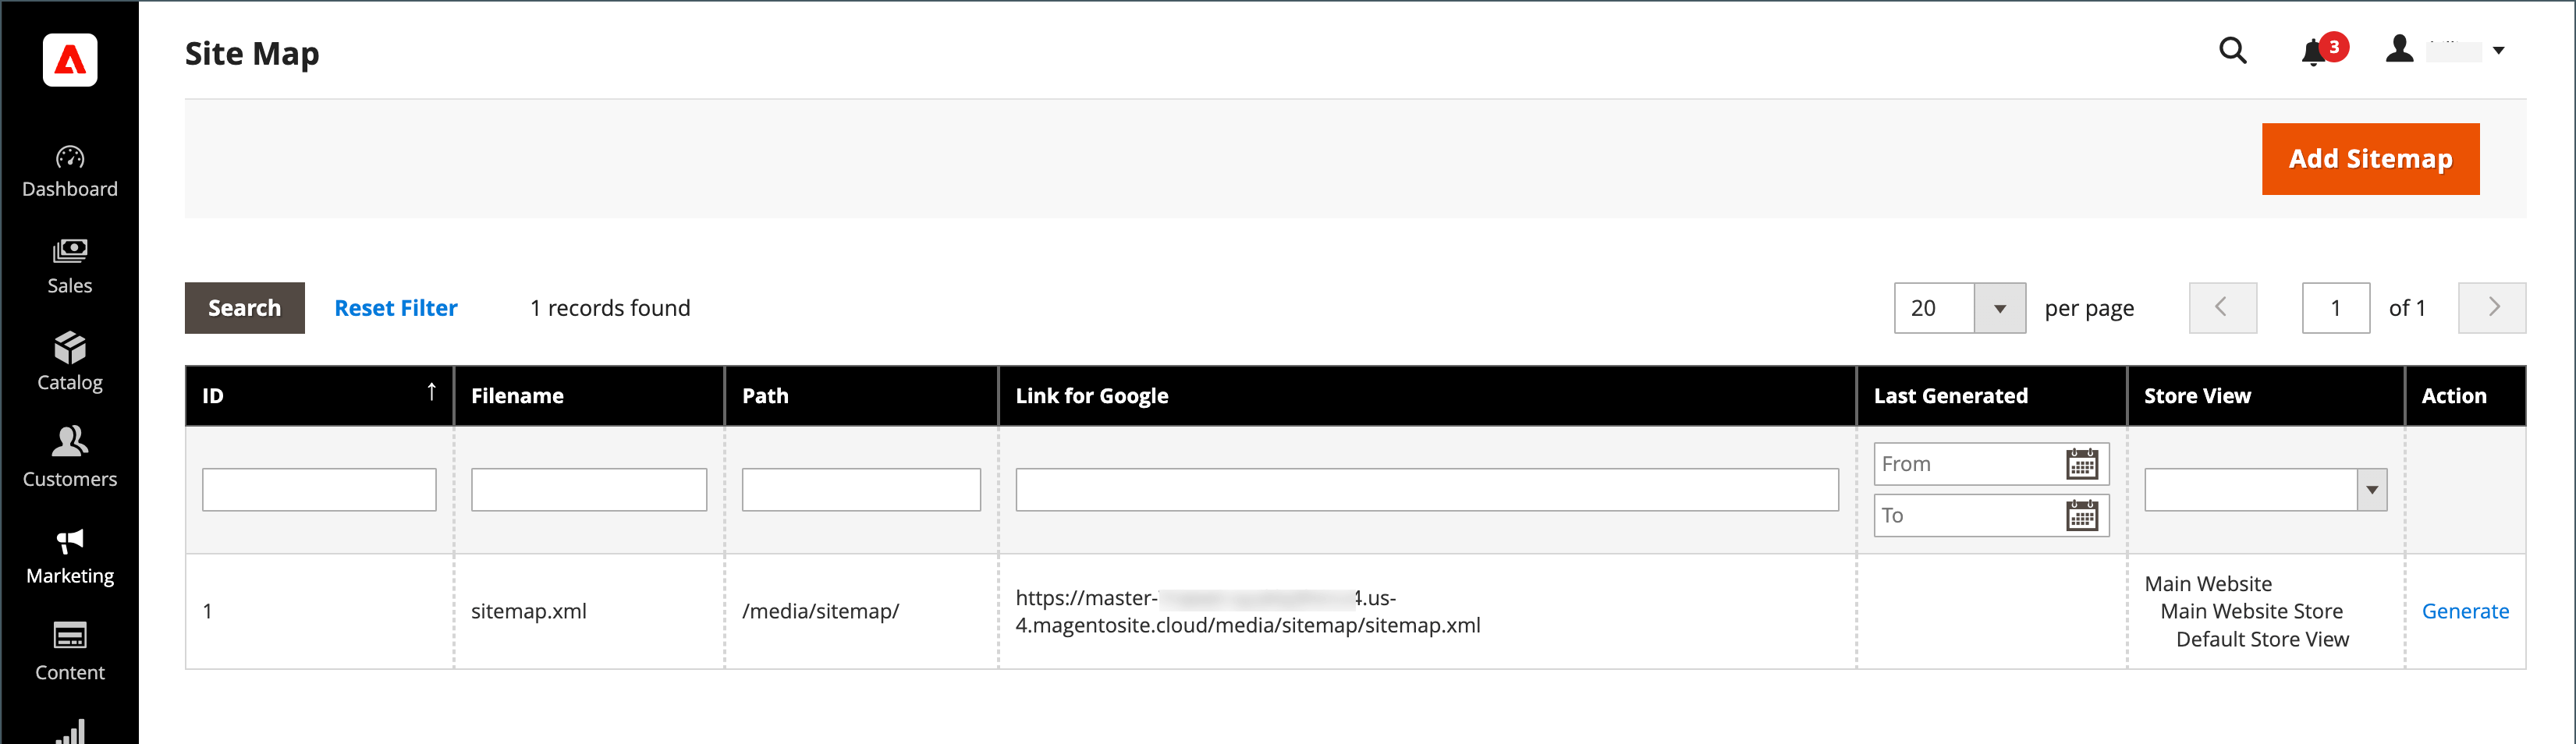 Site Map
3
Dashboard
Sales
Catalog
Customers
Marketing
Content
Add Sitemap
Search Reset Filter 1 records found 20 per page 1 of 1
ID ↑ Filename Path Link for Google Last Generated Store View Action
From
To
1 sitemap.xml /media/sitemap/ https://master- 4.us-
4.magentosite.cloud/media/sitemap/sitemap.xml
Main Website
Main Website Store
Default Store View
Generate